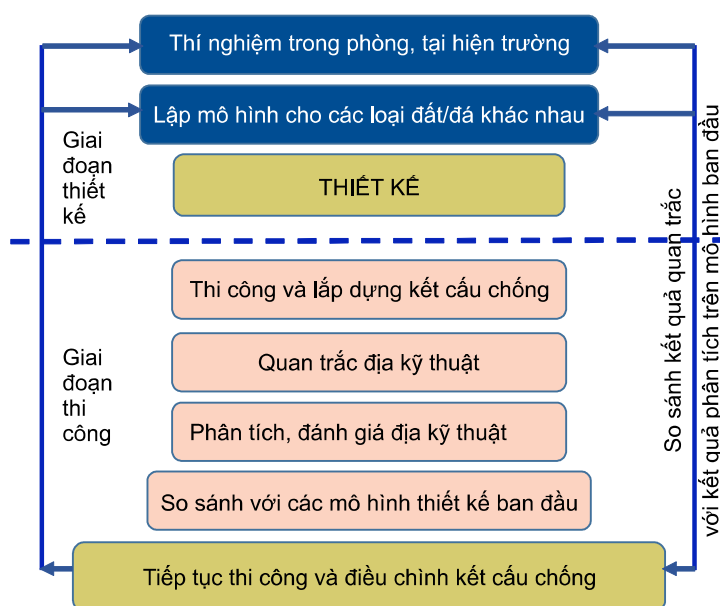 Thí nghiệm trong phòng, tại hiện trường
Lập mô hình cho các loại đất/đá khác nhau
Giai
đoạn
thiết
kế
THIẾT KẾ
Thi công và lắp dựng kết cấu chống
Quan trắc địa kỹ thuật
Giai
đoạn
thi
công
Phân tích, đánh giá địa kỹ thuật
So sánh với các mô hình thiết kế ban đầu
Tiếp tục thi công và điều chình kết cấu chống
So sánh kết quả quan trắc
với kết quả phân tích trên mô hình ban đầu